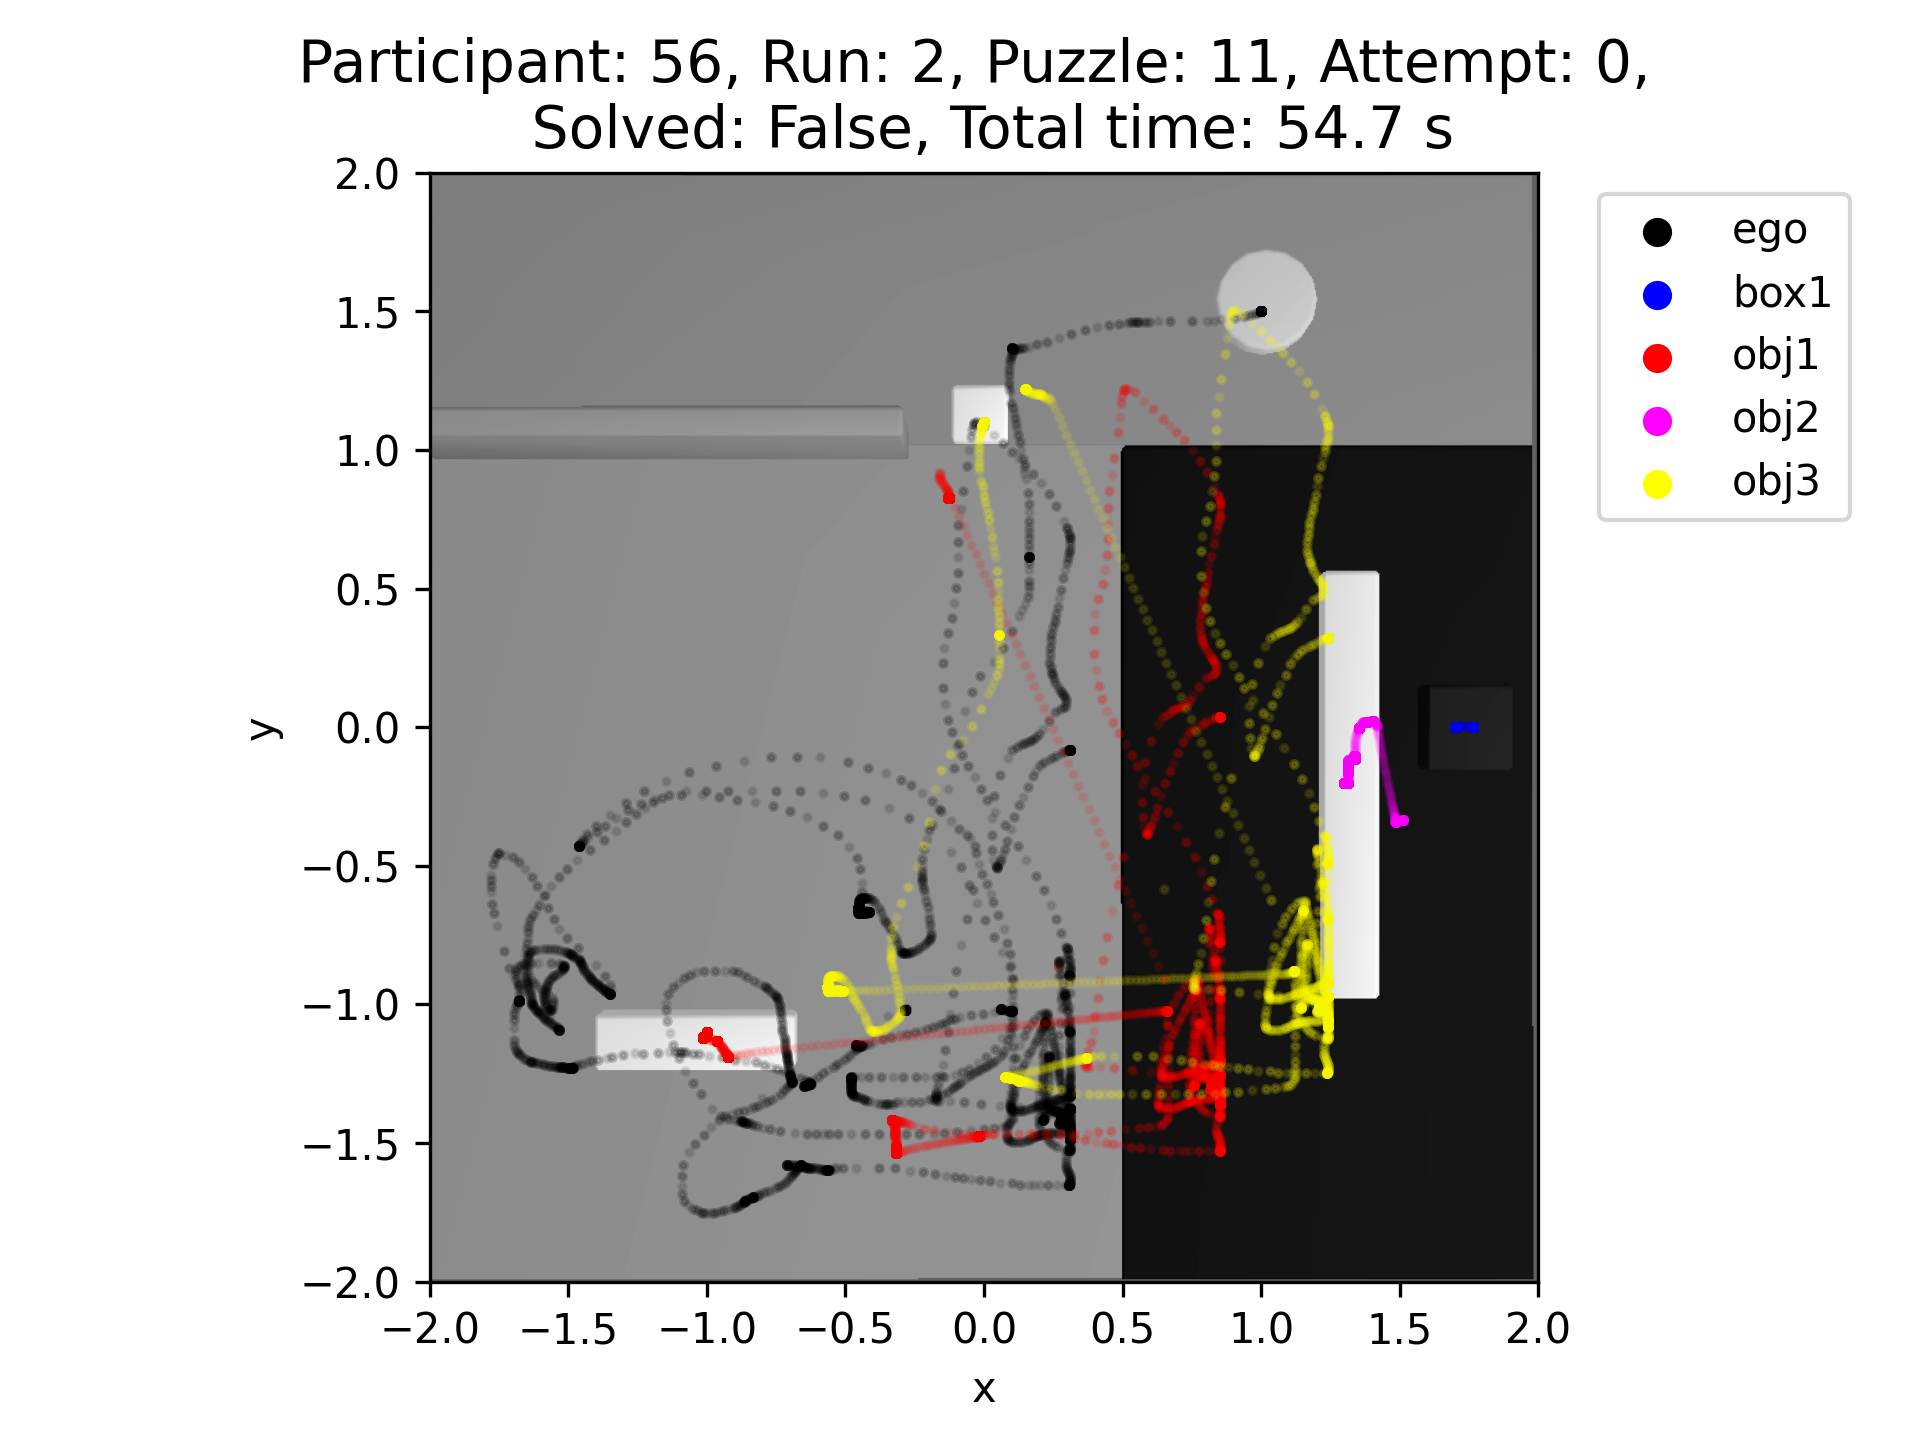 Participant: 56, Run: 2, Puzzle: 11, Attempt: 0,
Solved: False, Total time: 54.7 s
2.0
1.5
1.0
0.5
0.0
−0.5
−1.0
−1.5
−2.0
y
−2.0 −1.5 −1.0 −0.5 0.0 0.5 1.0 1.5 2.0
x
ego
box1
obj1
obj2
obj3